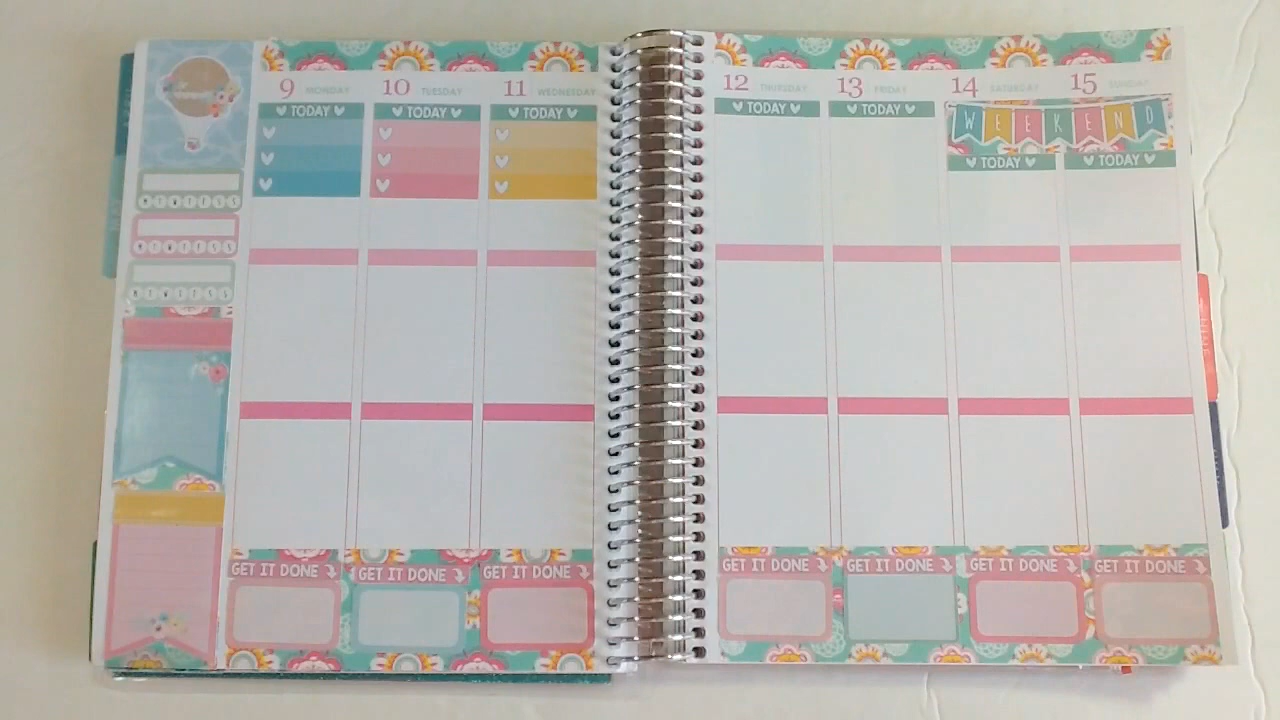 9 MONDAY
10 TUESDAY
11 WEDNESDAY
12 THURSDAY
13 FRIDAY
14 SATURDAY
15 SUNDAY
TODAY
TODAY
TODAY
TODAY
TODAY
WEEKEND
TODAY
TODAY
M T W T F S S
M T W T F S S
M T W T F S S
GET IT DONE
GET IT DONE
GET IT DONE
GET IT DONE
GET IT DONE
GET IT DONE
GET IT DONE